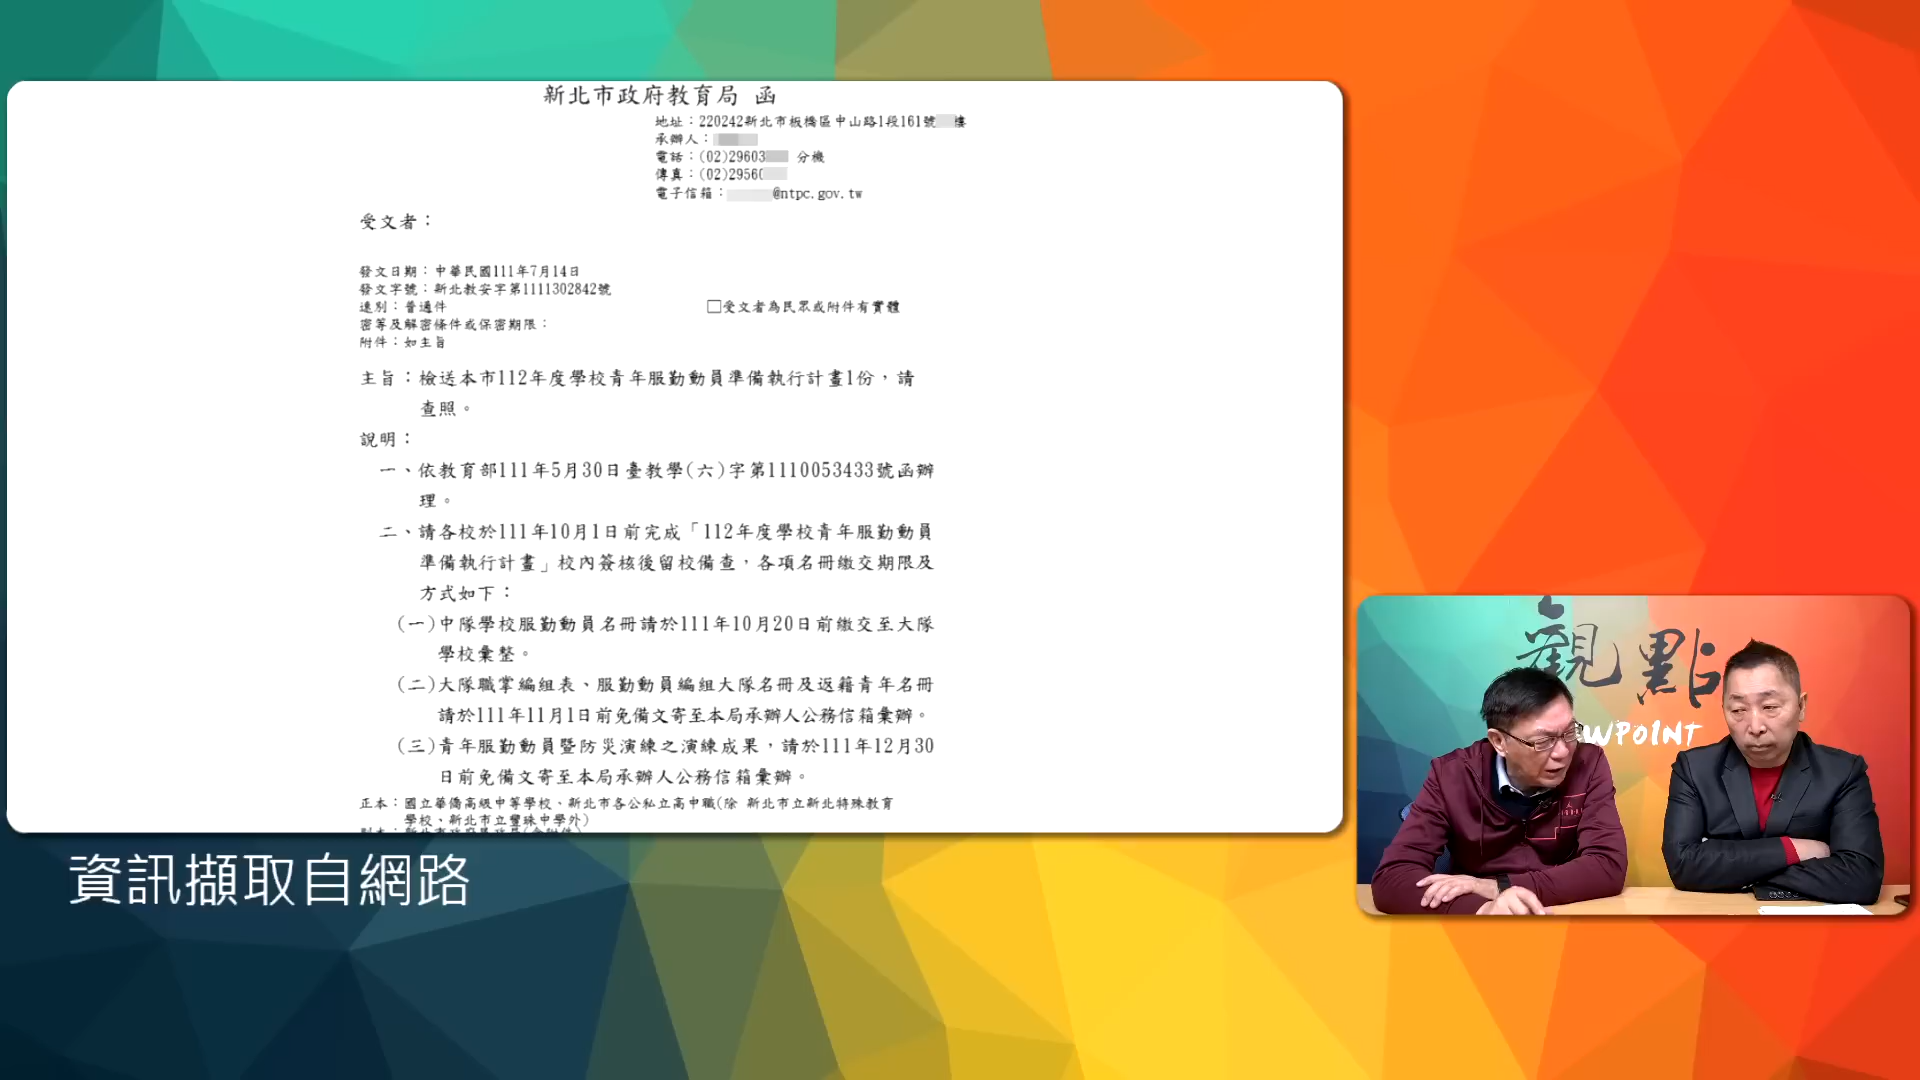 新北市政府教育局 函
地址：220242新北市板橋區中山路1段161號 樓
承辦人：
電話：(02)29603 分機
傳真：(02)29560
電子信箱： @ntpc.gov.tw
受文者：
發文日期：中華民國111年7月14日
發文字號：新北教安字第1111302842號
速別：普通件
□受文者為民眾或附件有實體
密等及解密條件或保密期限：
附件：如主旨
主旨：檢送本市112年度學校青年服勤動員準備執行計畫1份，請
查照。
說明：
一、依教育部111年5月30日臺教學(六)字第1110053433號函辦
理。
二、請各校於111年10月1日前完成「112年度學校青年服勤動員
準備執行計畫」校內簽核後留校備查，各項名冊繳交期限及
方式如下：
(一)中隊學校服勤動員名冊請於111年10月20日前繳交至大隊
學校彙整。
(二)大隊職掌編組表、服勤動員編組大隊名冊及返籍青年名冊
請於111年11月1日前免備文寄至本局承辦人公務信箱彙辦。
(三)青年服勤動員暨防災演練之演練成果，請於111年12月30
日前免備文寄至本局承辦人公務信箱彙辦。
正本：國立華僑高級中等學校、新北市各公私立高中職(除 新北市立新北特殊教育
學校、新北市立豐珠中學外)
觀點
EWPOINT
資訊擷取自網路